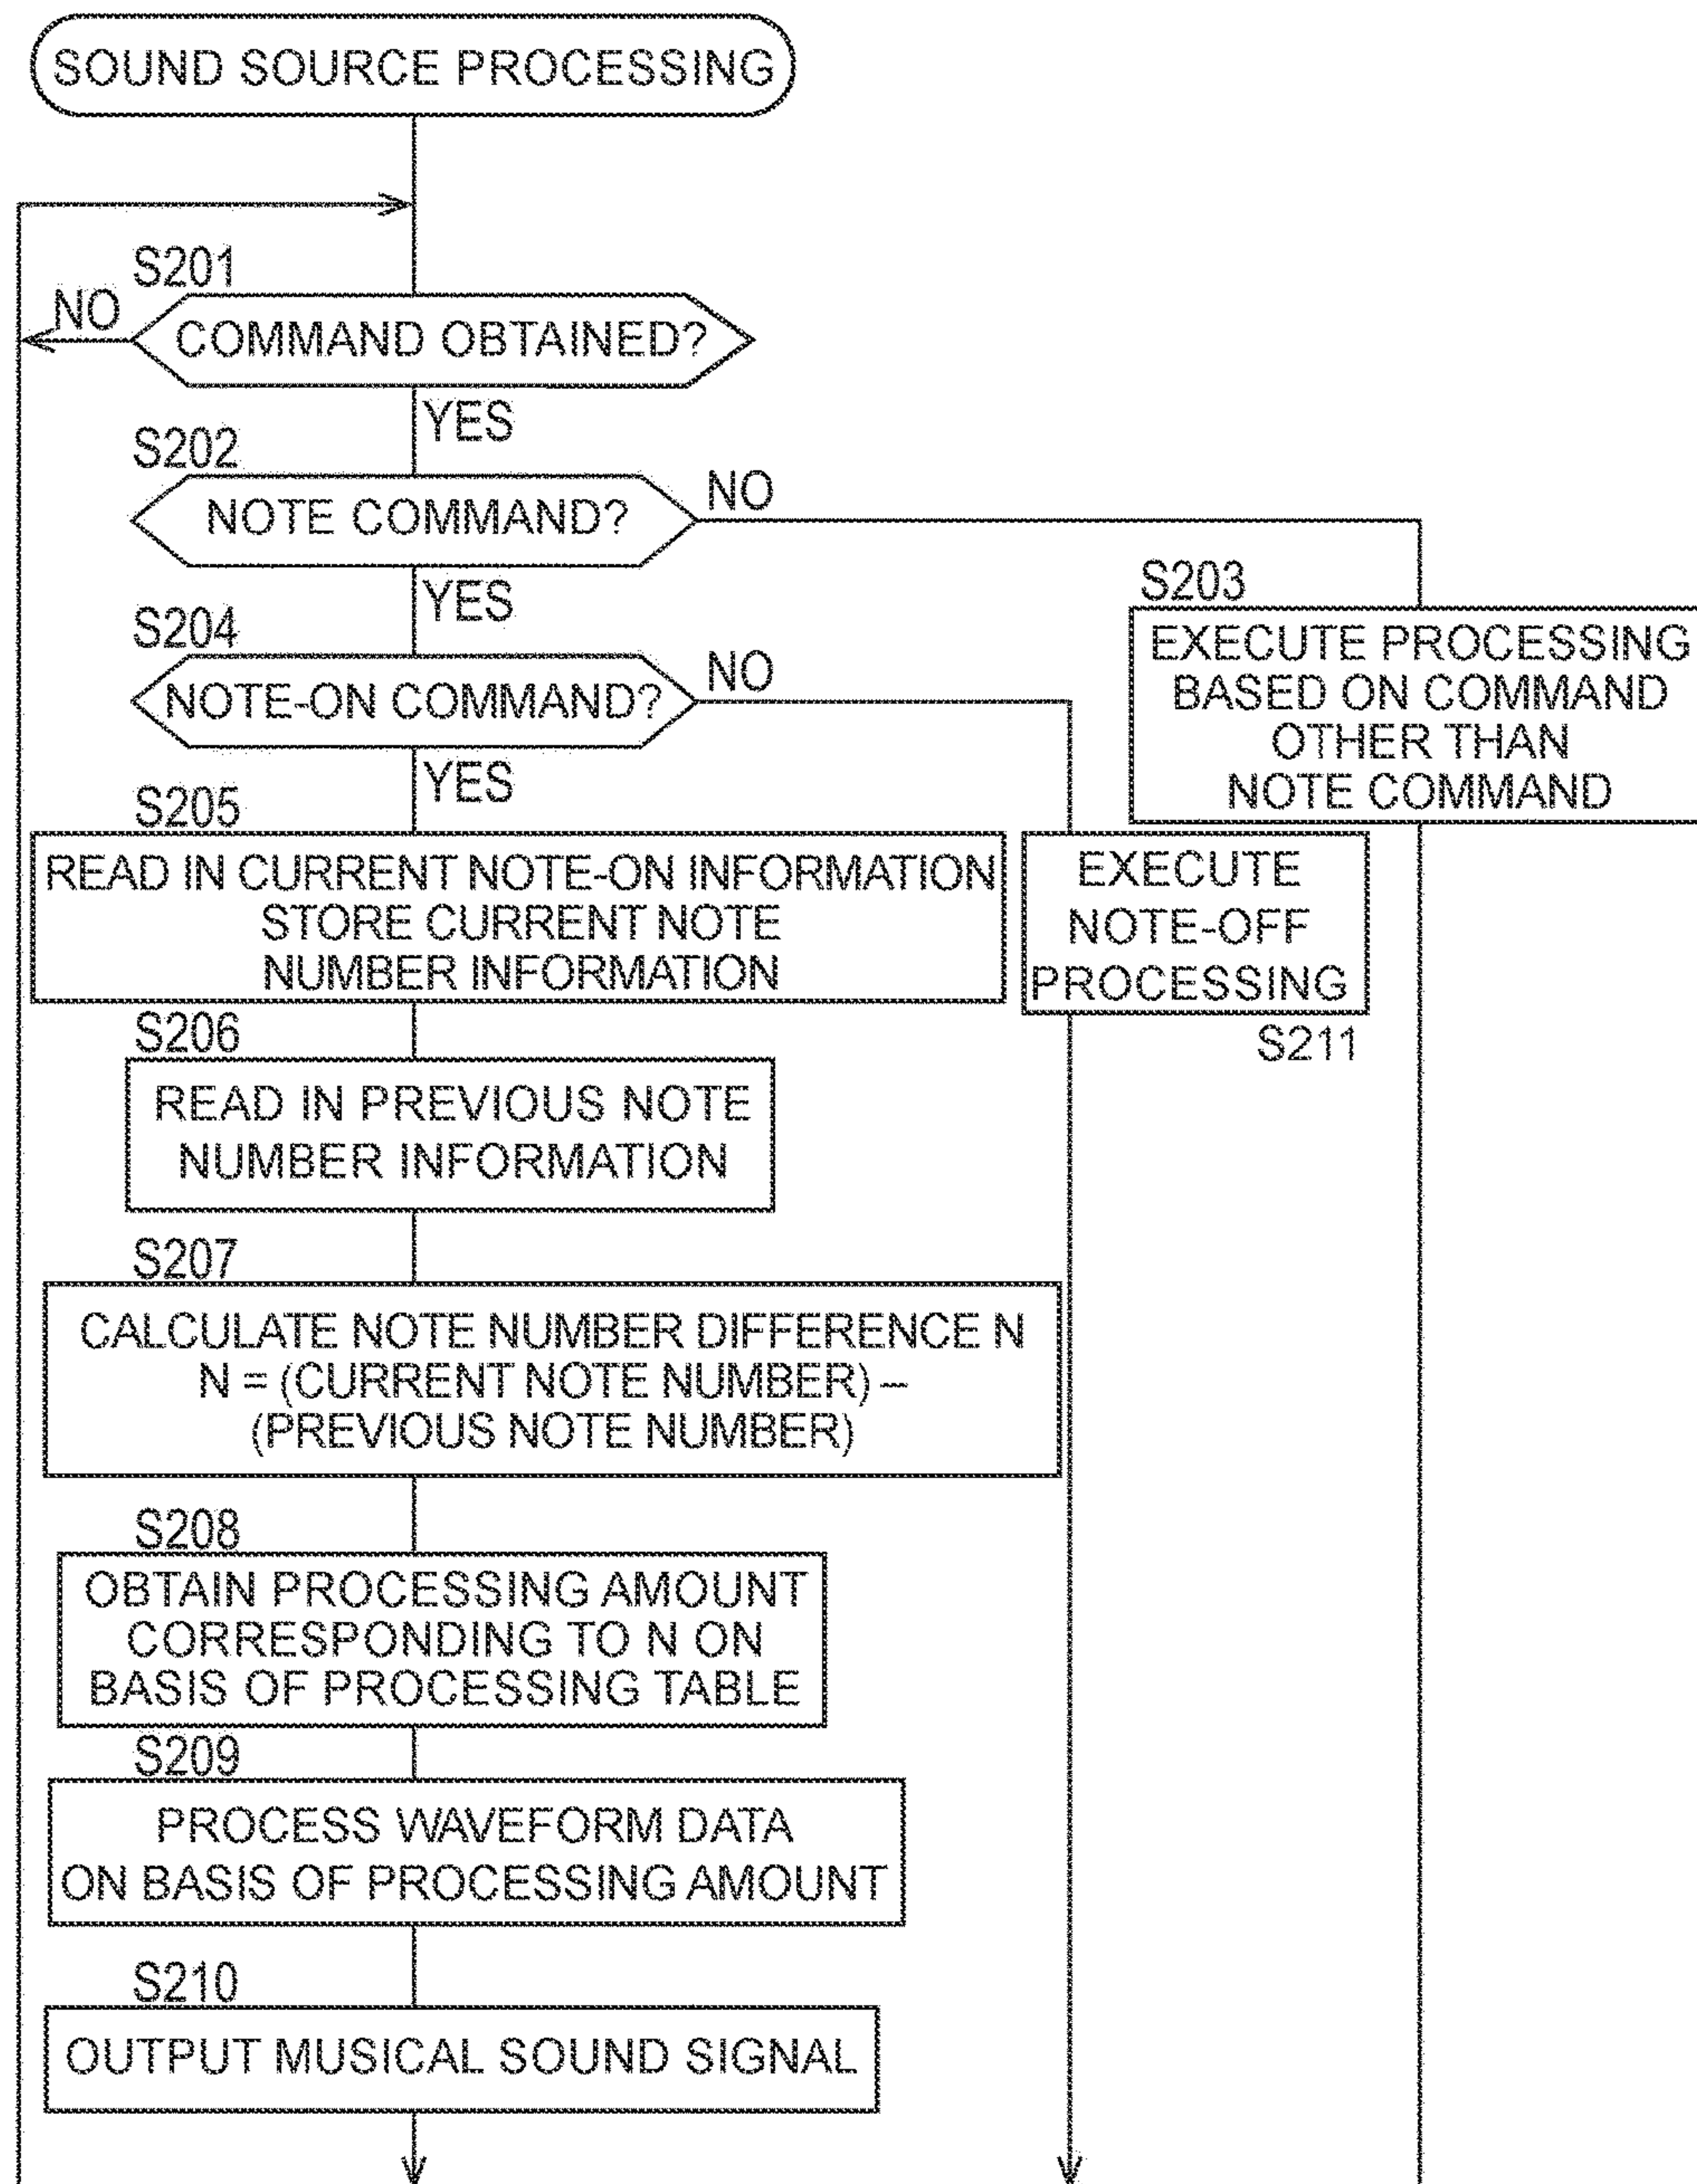 SOUND SOURCE PROCESSING
S201
NO
COMMAND OBTAINED?
YES
S202
NOTE COMMAND?
NO
YES
S203
EXECUTE PROCESSING
BASED ON COMMAND
OTHER THAN
NOTE COMMAND
S204
NOTE-ON COMMAND?
NO
YES
S205
READ IN CURRENT NOTE-ON INFORMATION
STORE CURRENT NOTE
NUMBER INFORMATION
EXECUTE
NOTE-OFF
PROCESSING
S211
S206
READ IN PREVIOUS NOTE
NUMBER INFORMATION
S207
CALCULATE NOTE NUMBER DIFFERENCE N
N = (CURRENT NOTE NUMBER) –
(PREVIOUS NOTE NUMBER)
S208
OBTAIN PROCESSING AMOUNT
CORRESPONDING TO N ON
BASIS OF PROCESSING TABLE
S209
PROCESS WAVEFORM DATA
ON BASIS OF PROCESSING AMOUNT
S210
OUTPUT MUSICAL SOUND SIGNAL